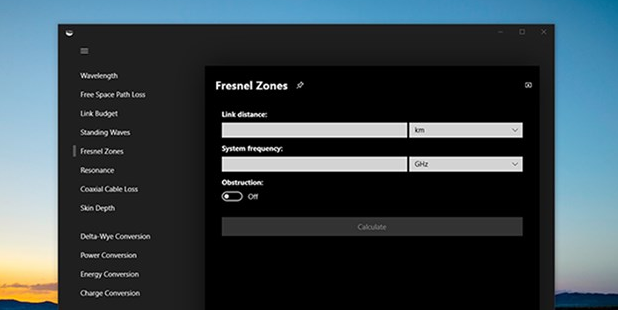 Wavelength
Free Space Path Loss
Link Budget
Standing Waves
Fresnel Zones
Resonance
Coaxial Cable Loss
Skin Depth
Delta-Wye Conversion
Power Conversion
Energy Conversion
Charge Conversion
Fresnel Zones
Link distance:
km
System frequency:
GHz
Obstruction:
Off
Calculate